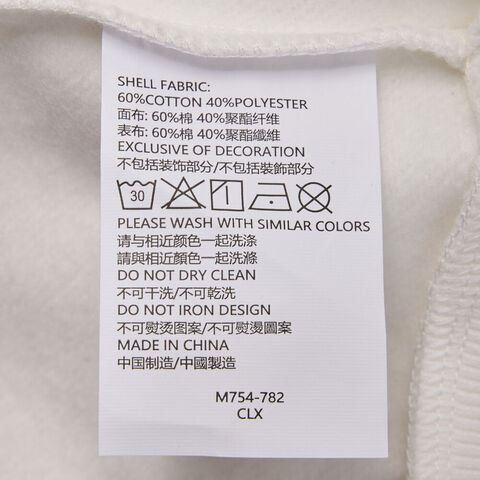 SHELL FABRIC:
60%COTTON 40%POLYESTER
面布: 60%棉 40%聚酯纤维
表布: 60%棉 40%聚酯纖維
EXCLUSIVE OF DECORATION
不包括装饰部分/不包括裝飾部分
30
PLEASE WASH WITH SIMILAR COLORS
请与相近颜色一起洗涤
請與相近顏色一起洗滌
DO NOT DRY CLEAN
不可干洗/不可乾洗
DO NOT IRON DESIGN
不可熨烫图案/不可熨燙圖案
MADE IN CHINA
中国制造/中國製造
M754-782
CLX